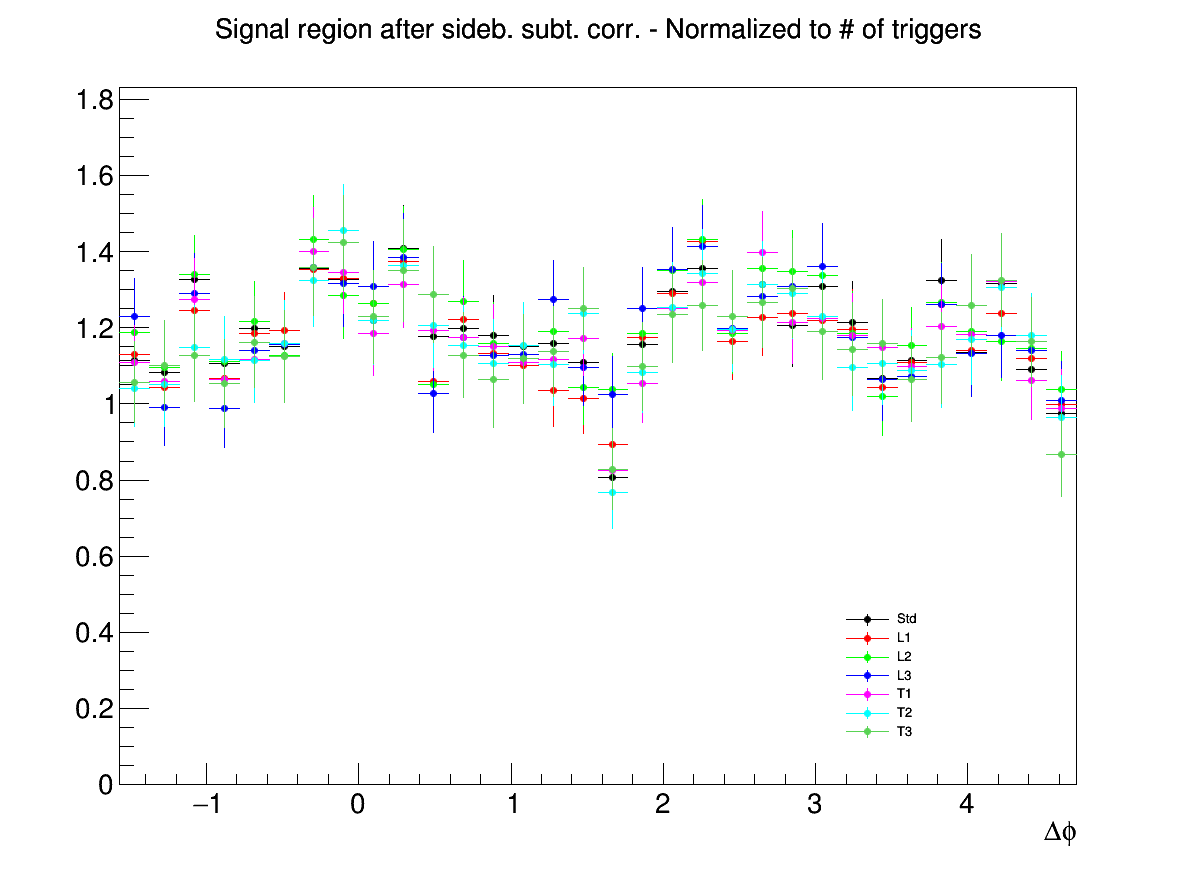 Signal region after sideb. subt. corr. - Normalized to # of triggers
1.8
1.6
1.4
1.2
1
0.8
0.6
0.4
0.2
0
Std
L1
L2
L3
T1
T2
T3
−1 0 1 2 3 4
Δϕ